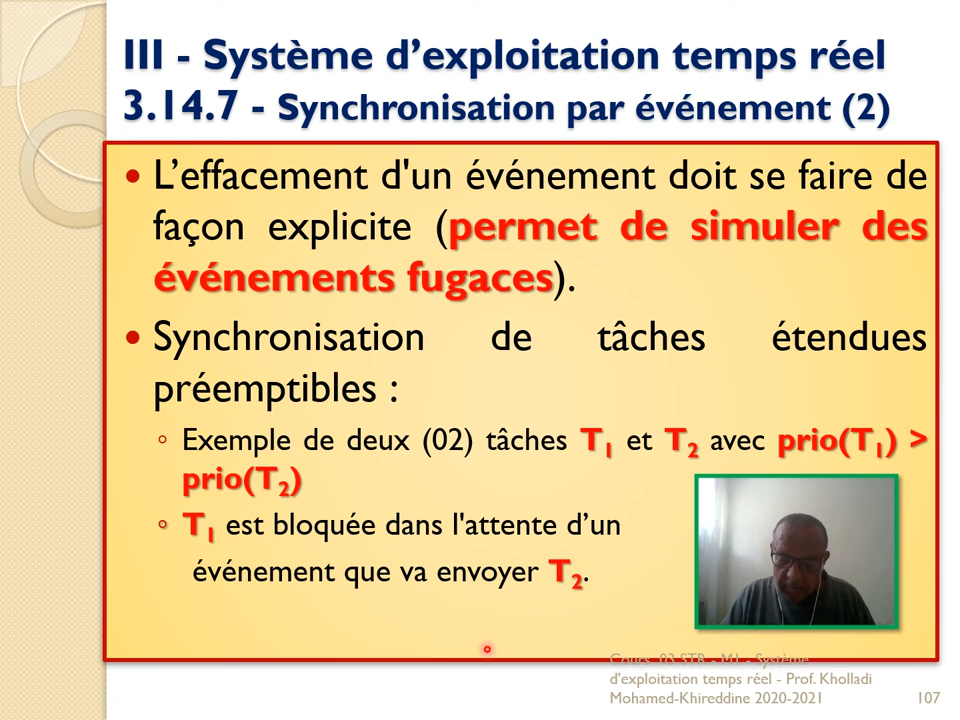 III - Système d’exploitation temps réel
3.14.7 - Synchronisation par événement (2)
• L’effacement d'un événement doit se faire de
façon explicite (permet de simuler des
événements fugaces).
• Synchronisation de tâches étendues
préemptibles :
◦ Exemple de deux (02) tâches T1 et T2 avec prio(T1) >
prio(T2)
◦ T1 est bloquée dans l'attente d’un
événement que va envoyer T2.
Cours 03 STR - M1 - Système
d'exploitation temps réel - Prof. Kholladi
Mohamed-Khireddine 2020-2021 107